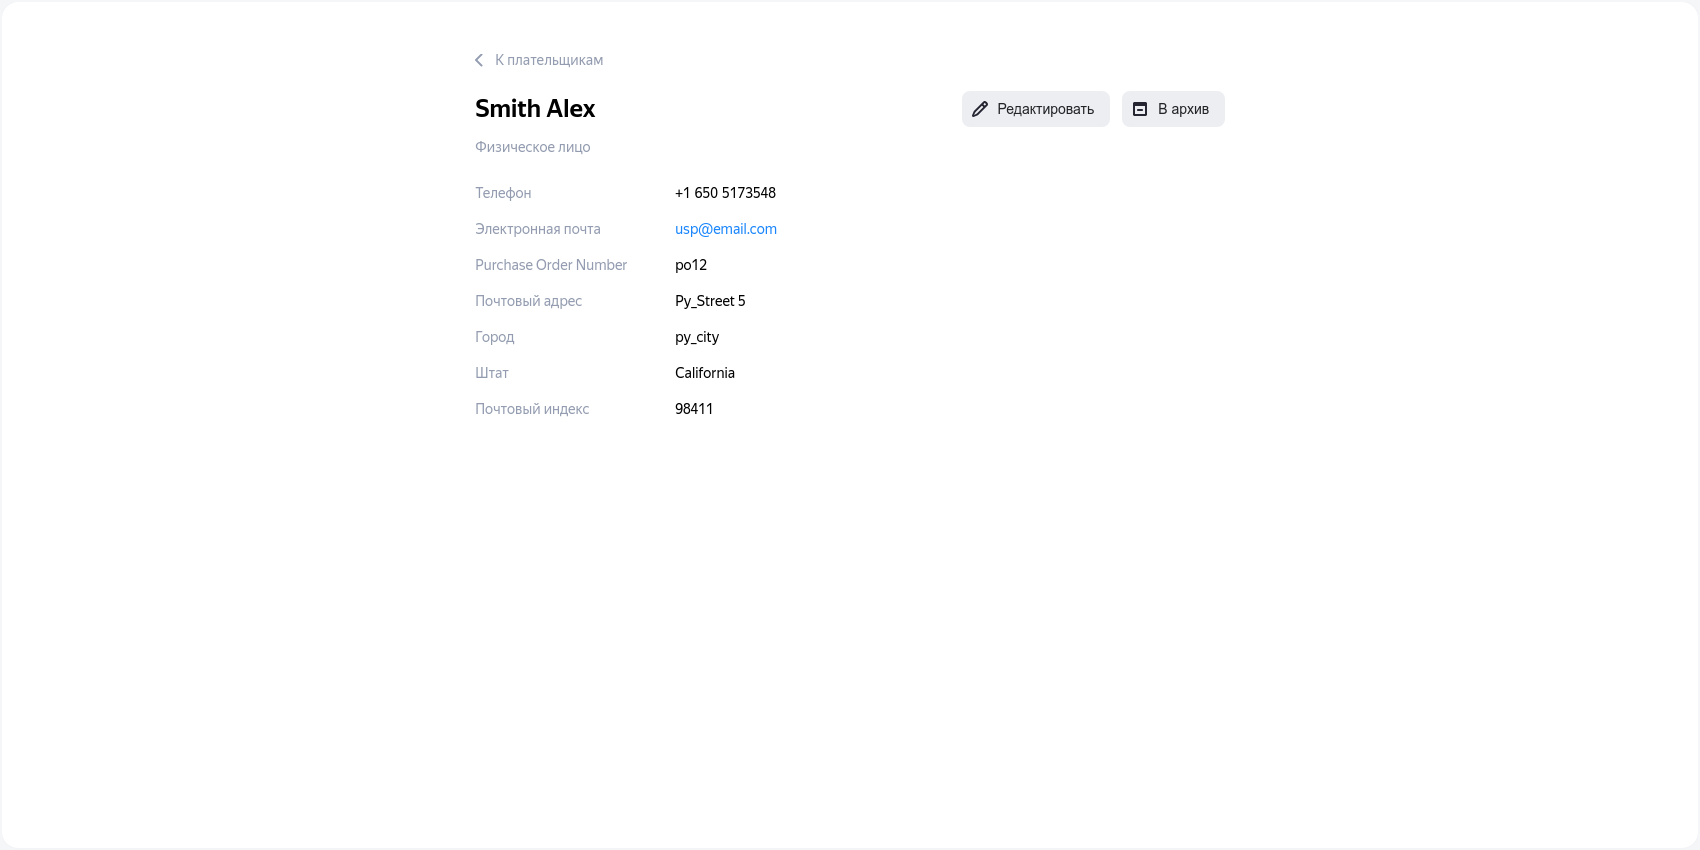 К плательщикам
Smith Alex
Редактировать
В архив
Физическое лицо
Телефон +1 650 5173548
Электронная почта usp@email.com
Purchase Order Number po12
Почтовый адрес Py_Street 5
Город py_city
Штат California
Почтовый индекс 98411